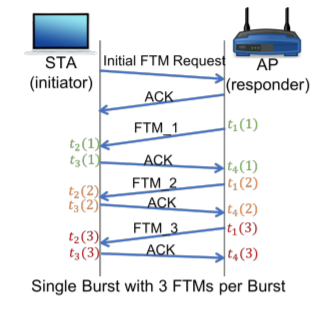 STA
(initiator)
Initial FTM Request
AP
(responder)
ACK
FTM_1
t₁(1)
t₂(1)
t₃(1)
ACK
t₄(1)
FTM_2
t₁(2)
t₂(2)
t₃(2)
ACK
t₄(2)
FTM_3
t₁(3)
t₂(3)
t₃(3)
ACK
t₄(3)
Single Burst with 3 FTMs per Burst